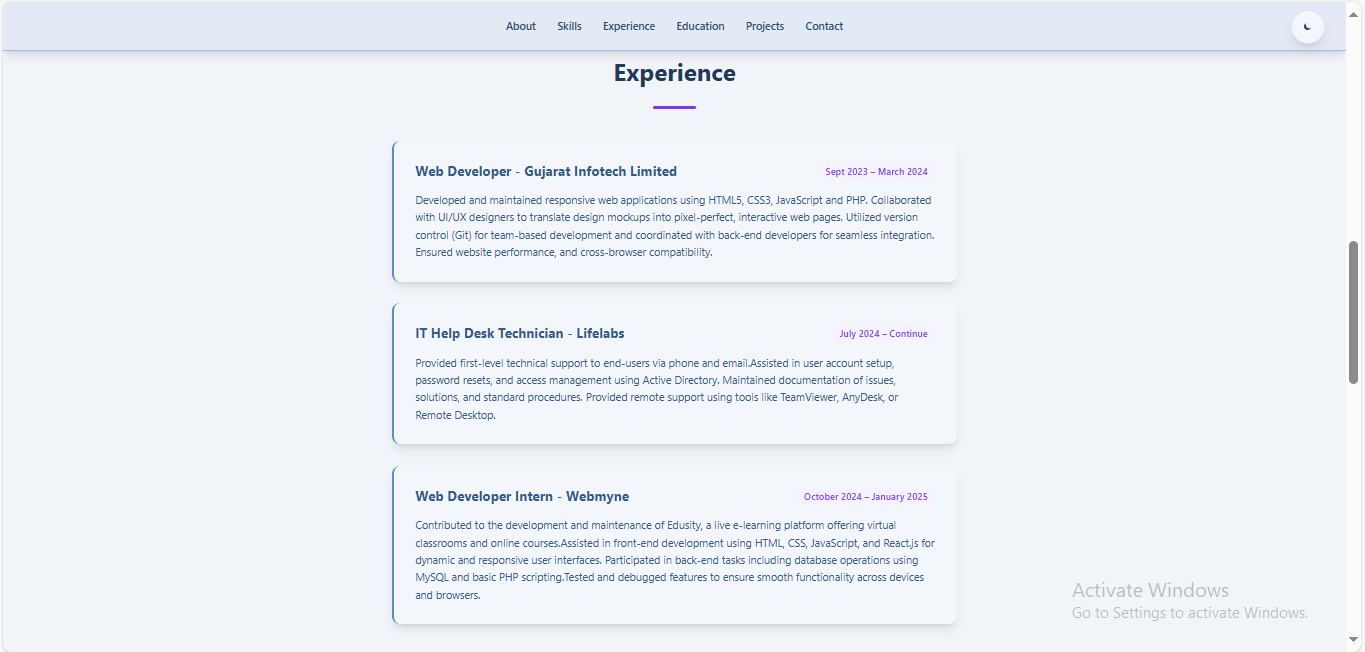 About Skills Experience Education Projects Contact
Experience
Web Developer - Gujarat Infotech Limited
Sept 2023 – March 2024
Developed and maintained responsive web applications using HTML5, CSS3, JavaScript and PHP. Collaborated
with UI/UX designers to translate design mockups into pixel-perfect, interactive web pages. Utilized version
control (Git) for team-based development and coordinated with back-end developers for seamless integration.
Ensured website performance, and cross-browser compatibility.
IT Help Desk Technician - Lifelabs
July 2024 – Continue
Provided first-level technical support to end-users via phone and email.Assisted in user account setup,
password resets, and access management using Active Directory. Maintained documentation of issues,
solutions, and standard procedures. Provided remote support using tools like TeamViewer, AnyDesk, or
Remote Desktop.
Web Developer Intern - Webmyne
October 2024 – January 2025
Contributed to the development and maintenance of Edusity, a live e-learning platform offering virtual
classrooms and online courses.Assisted in front-end development using HTML, CSS, JavaScript, and React.js for
dynamic and responsive user interfaces. Participated in back-end tasks including database operations using
MySQL and basic PHP scripting.Tested and debugged features to ensure smooth functionality across devices
and browsers.
Activate Windows
Go to Settings to activate Windows.